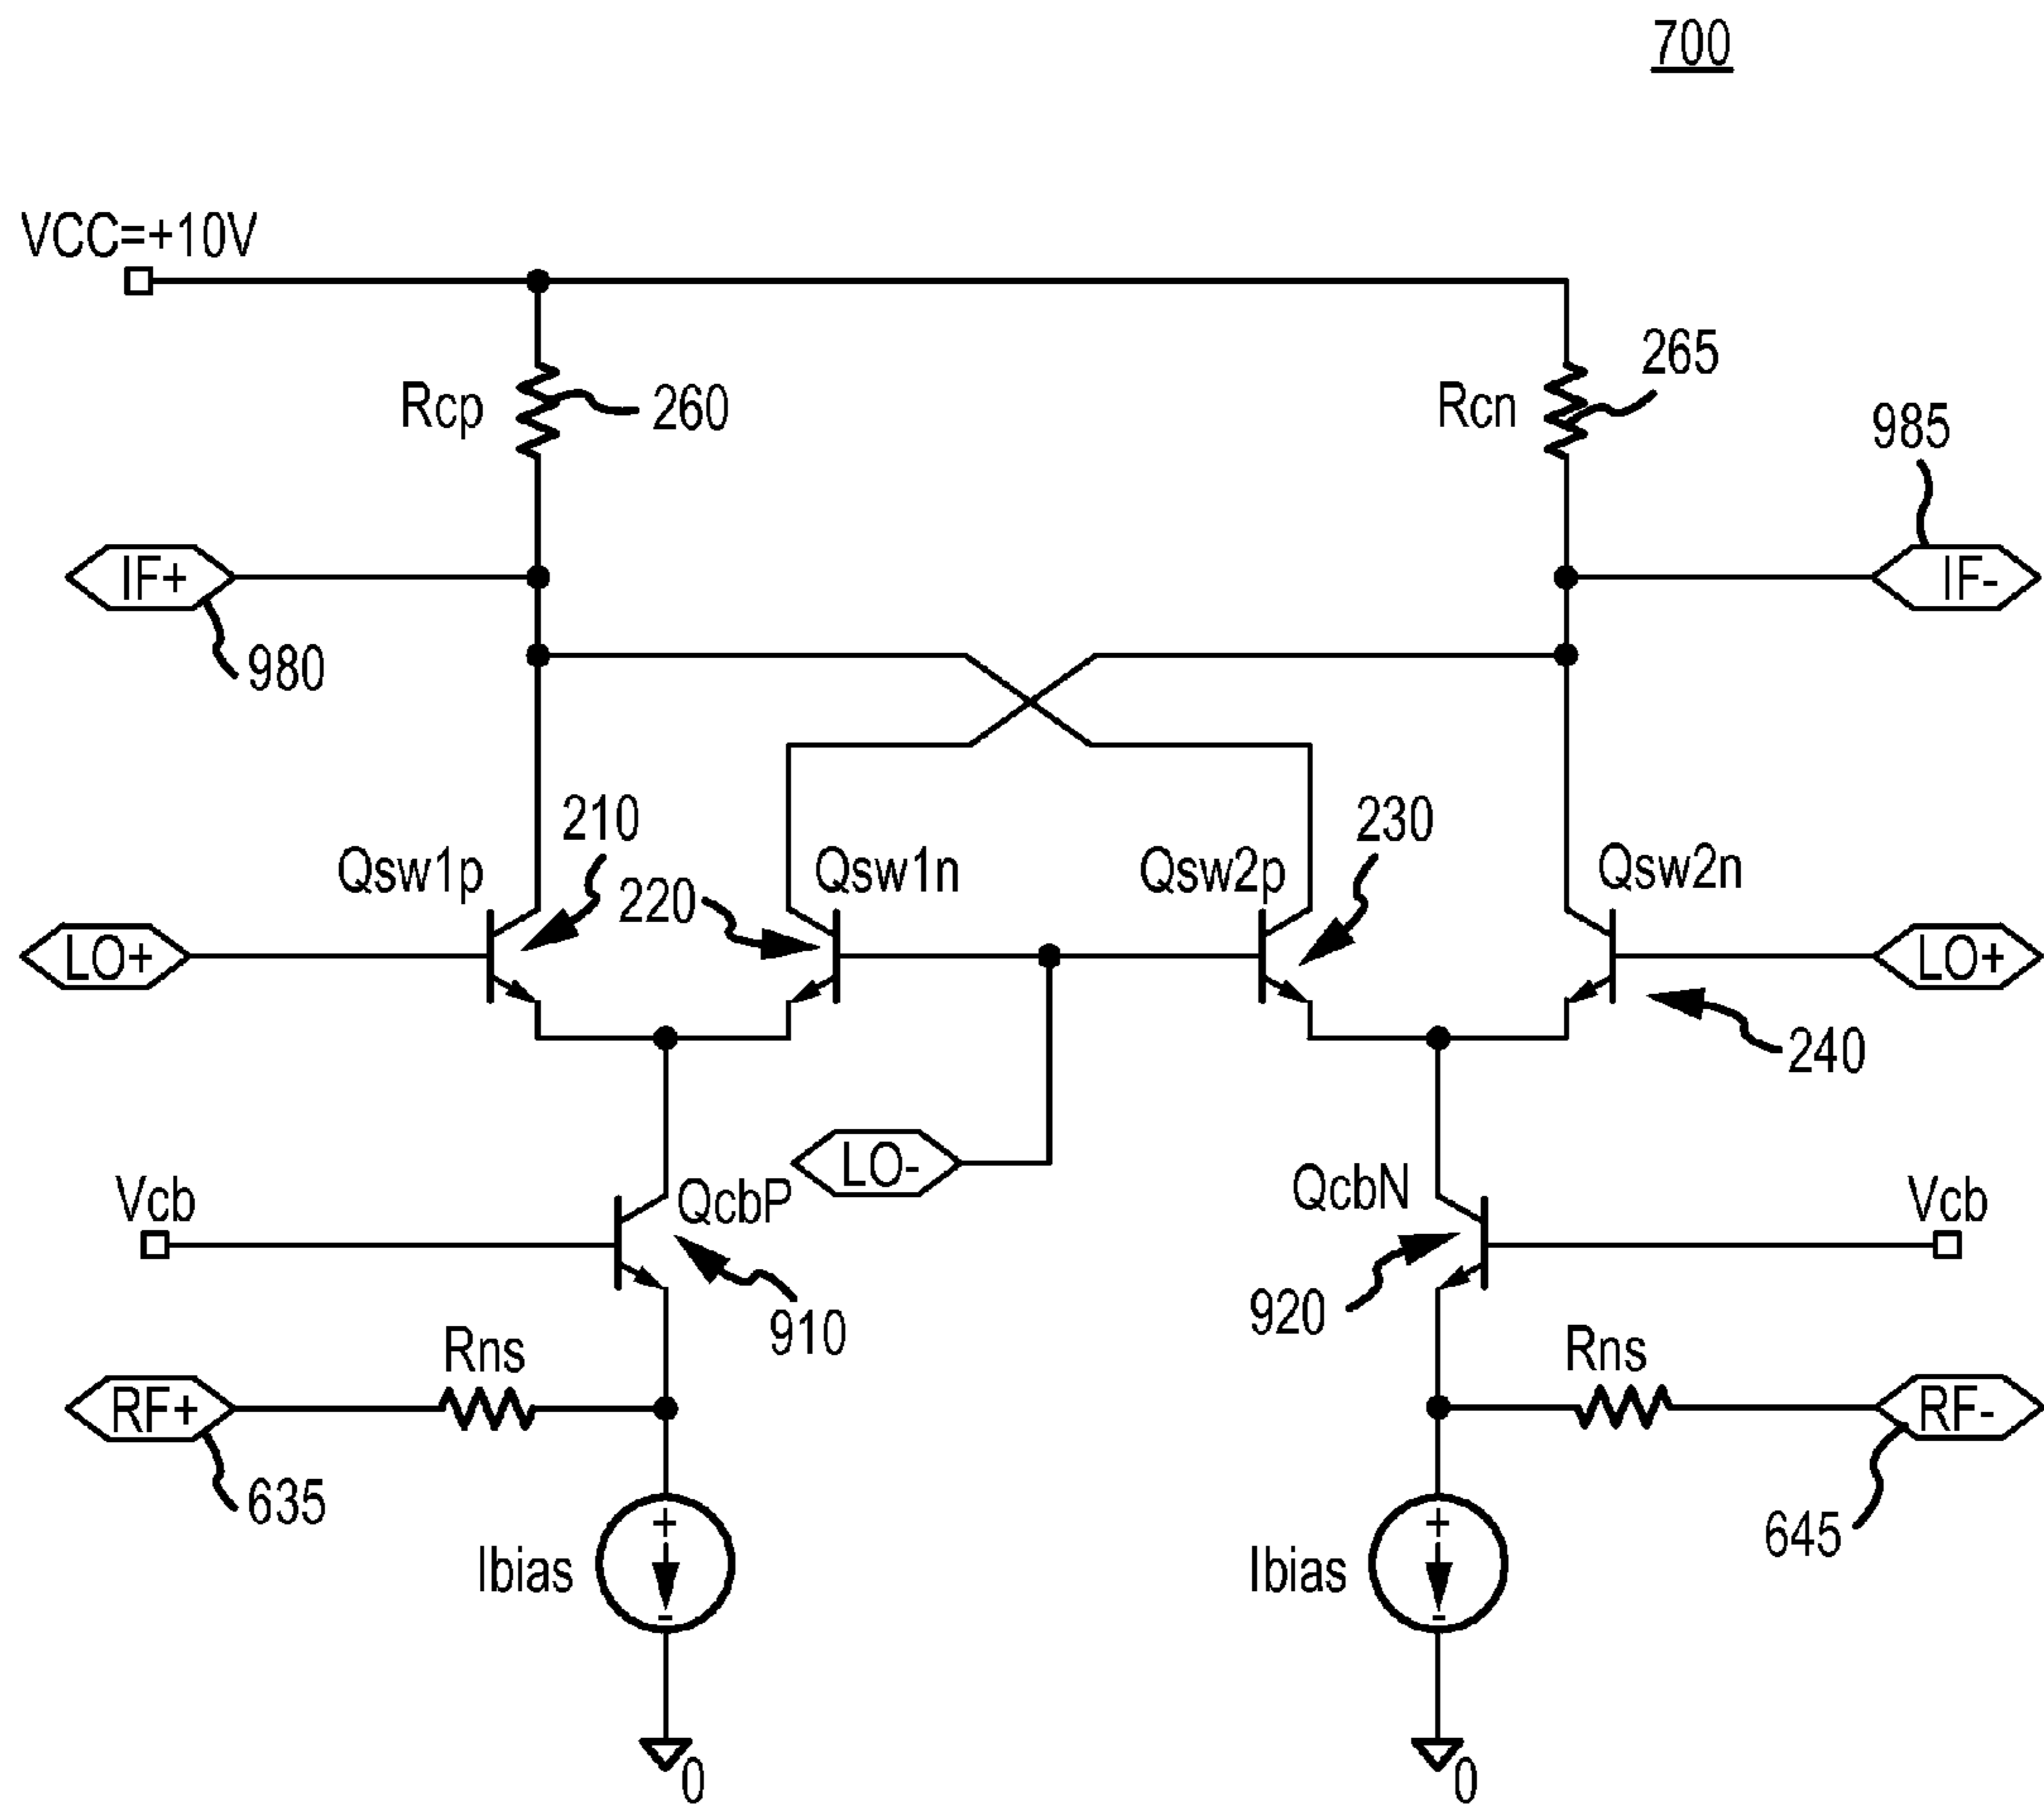 700
VCC=+10V
Rcp
260
Rcn
265
985
IF+
IF-
980
210
230
Qsw1p
220
Qsw1n
Qsw2p
Qsw2n
LO+
LO+
240
LO-
Vcb
QcbP
QcbN
Vcb
910
920
Rns
Rns
RF+
RF-
635
645
+
+
Ibias
Ibias
-
-
0
0